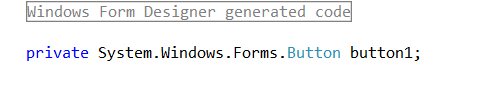 Windows Form Designer generated code
private System.Windows.Forms.Button button1;